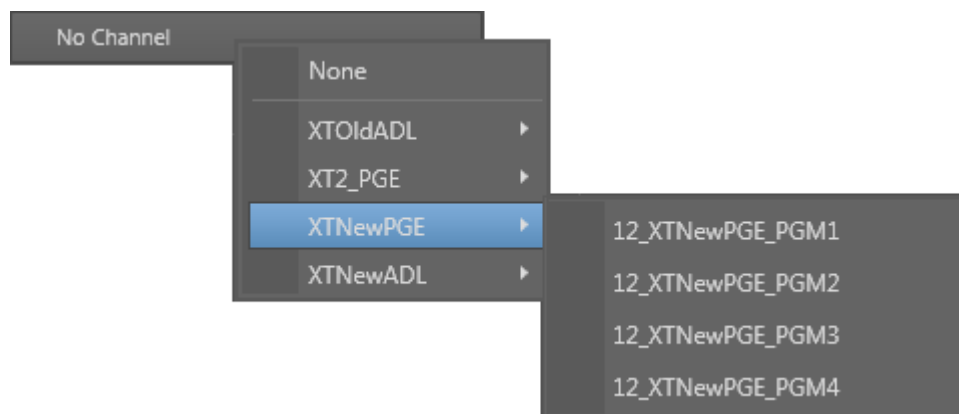 No Channel
None
XTOldADL
XT2_PGE
XTNewPGE
XTNewADL
12_XTNewPGE_PGM1
12_XTNewPGE_PGM2
12_XTNewPGE_PGM3
12_XTNewPGE_PGM4